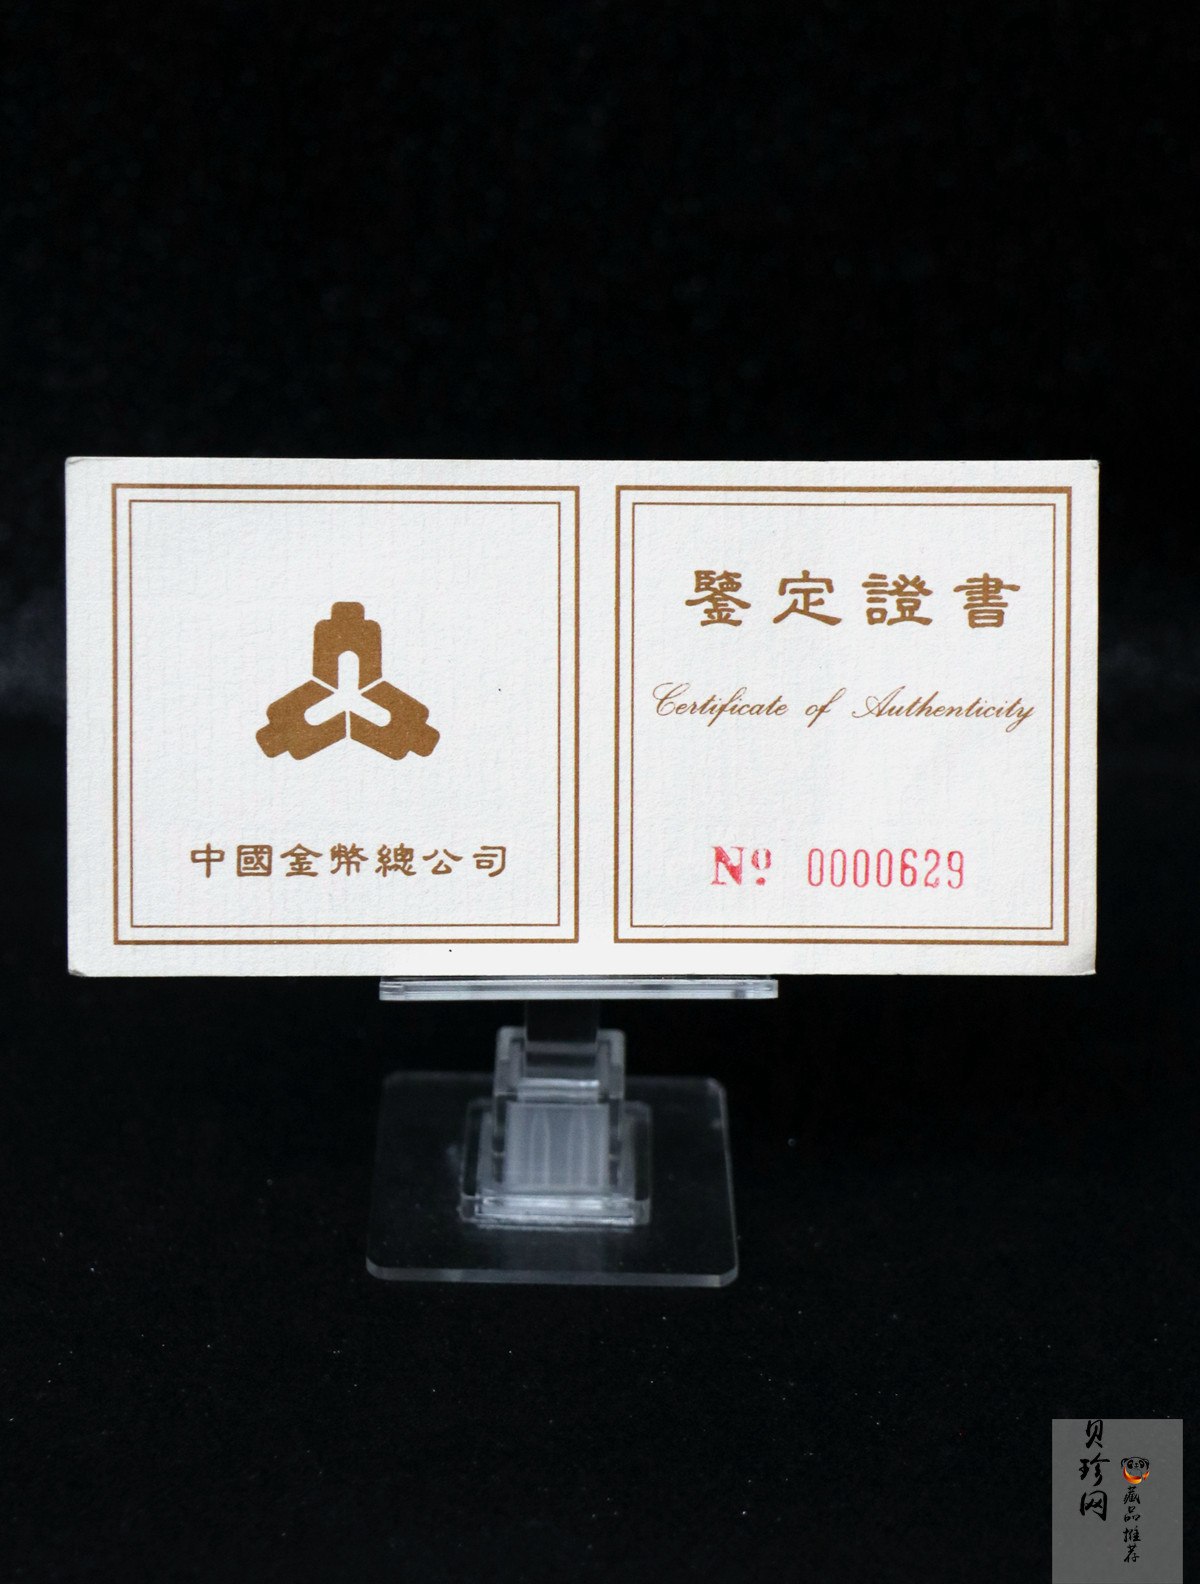 中國金幣總公司
鑒定證書
Certificate of Authenticity
Nº 0000629
贝珍网
藏品推荐